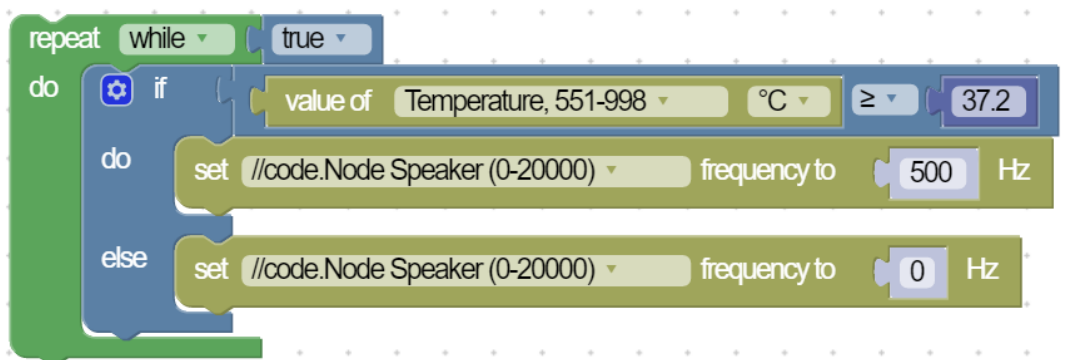 repeat while true
do if value of Temperature, 551-998 °C ≥ 37.2
do set //code.Node Speaker (0-20000) frequency to 500 Hz
else set //code.Node Speaker (0-20000) frequency to 0 Hz